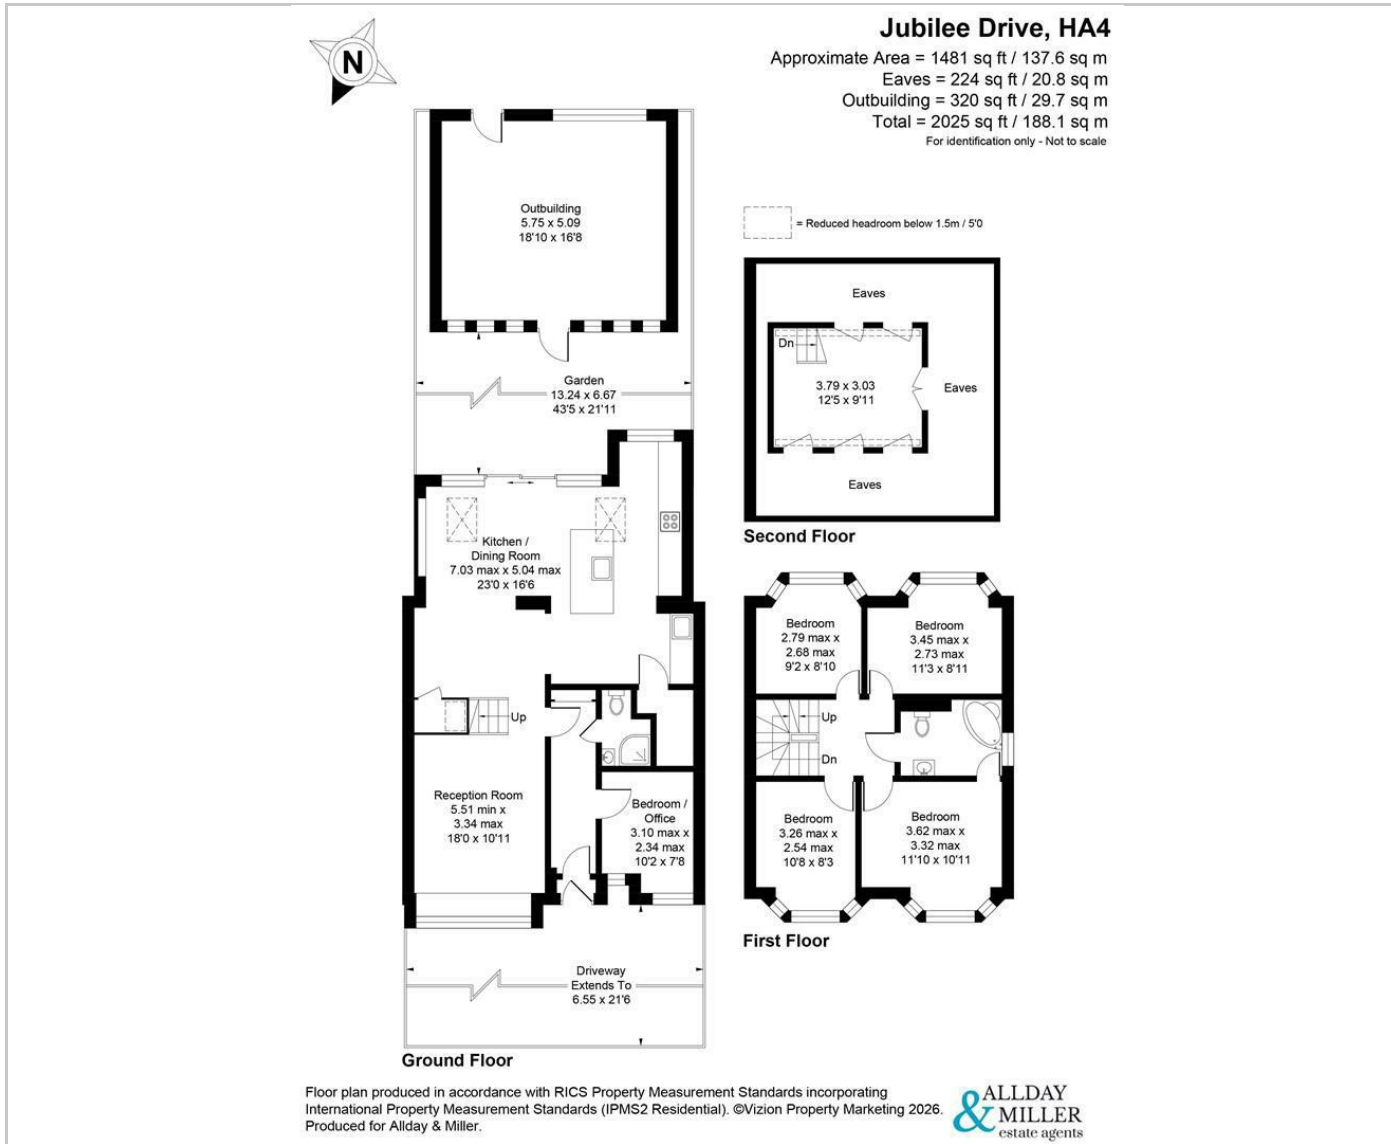 Jubilee Drive, HA4
Approximate Area = 1481 sq ft / 137.6 sq m
Eaves = 224 sq ft / 20.8 sq m
Outbuilding = 320 sq ft / 29.7 sq m
Total = 2025 sq ft / 188.1 sq m
For identification only - Not to scale
N
= Reduced headroom below 1.5m / 5'0
Outbuilding
5.75 x 5.09
18'10 x 16'8
Garden
13.24 x 6.67
43'5 x 21'11
Kitchen /
Dining Room
7.03 max x 5.04 max
23'0 x 16'6
Up
Reception Room
5.51 min x
3.34 max
18'0 x 10'11
Bedroom /
Office
3.10 max x
2.34 max
10'2 x 7'8
Driveway
Extends To
6.55 x 21'6
Ground Floor
Eaves
Dn
3.79 x 3.03
12'5 x 9'11
Eaves
Eaves
Second Floor
Bedroom
2.79 max x
2.68 max
9'2 x 8'10
Bedroom
3.45 max x
2.73 max
11'3 x 8'11
Up
Dn
Bedroom
3.26 max x
2.54 max
10'8 x 8'3
Bedroom
3.62 max x
3.32 max
11'10 x 10'11
First Floor
Floor plan produced in accordance with RICS Property Measurement Standards incorporating
International Property Measurement Standards (IPMS2 Residential). ©Vizion Property Marketing 2026.
Produced for Allday & Miller.
ALLDAY
& MILLER
estate agents